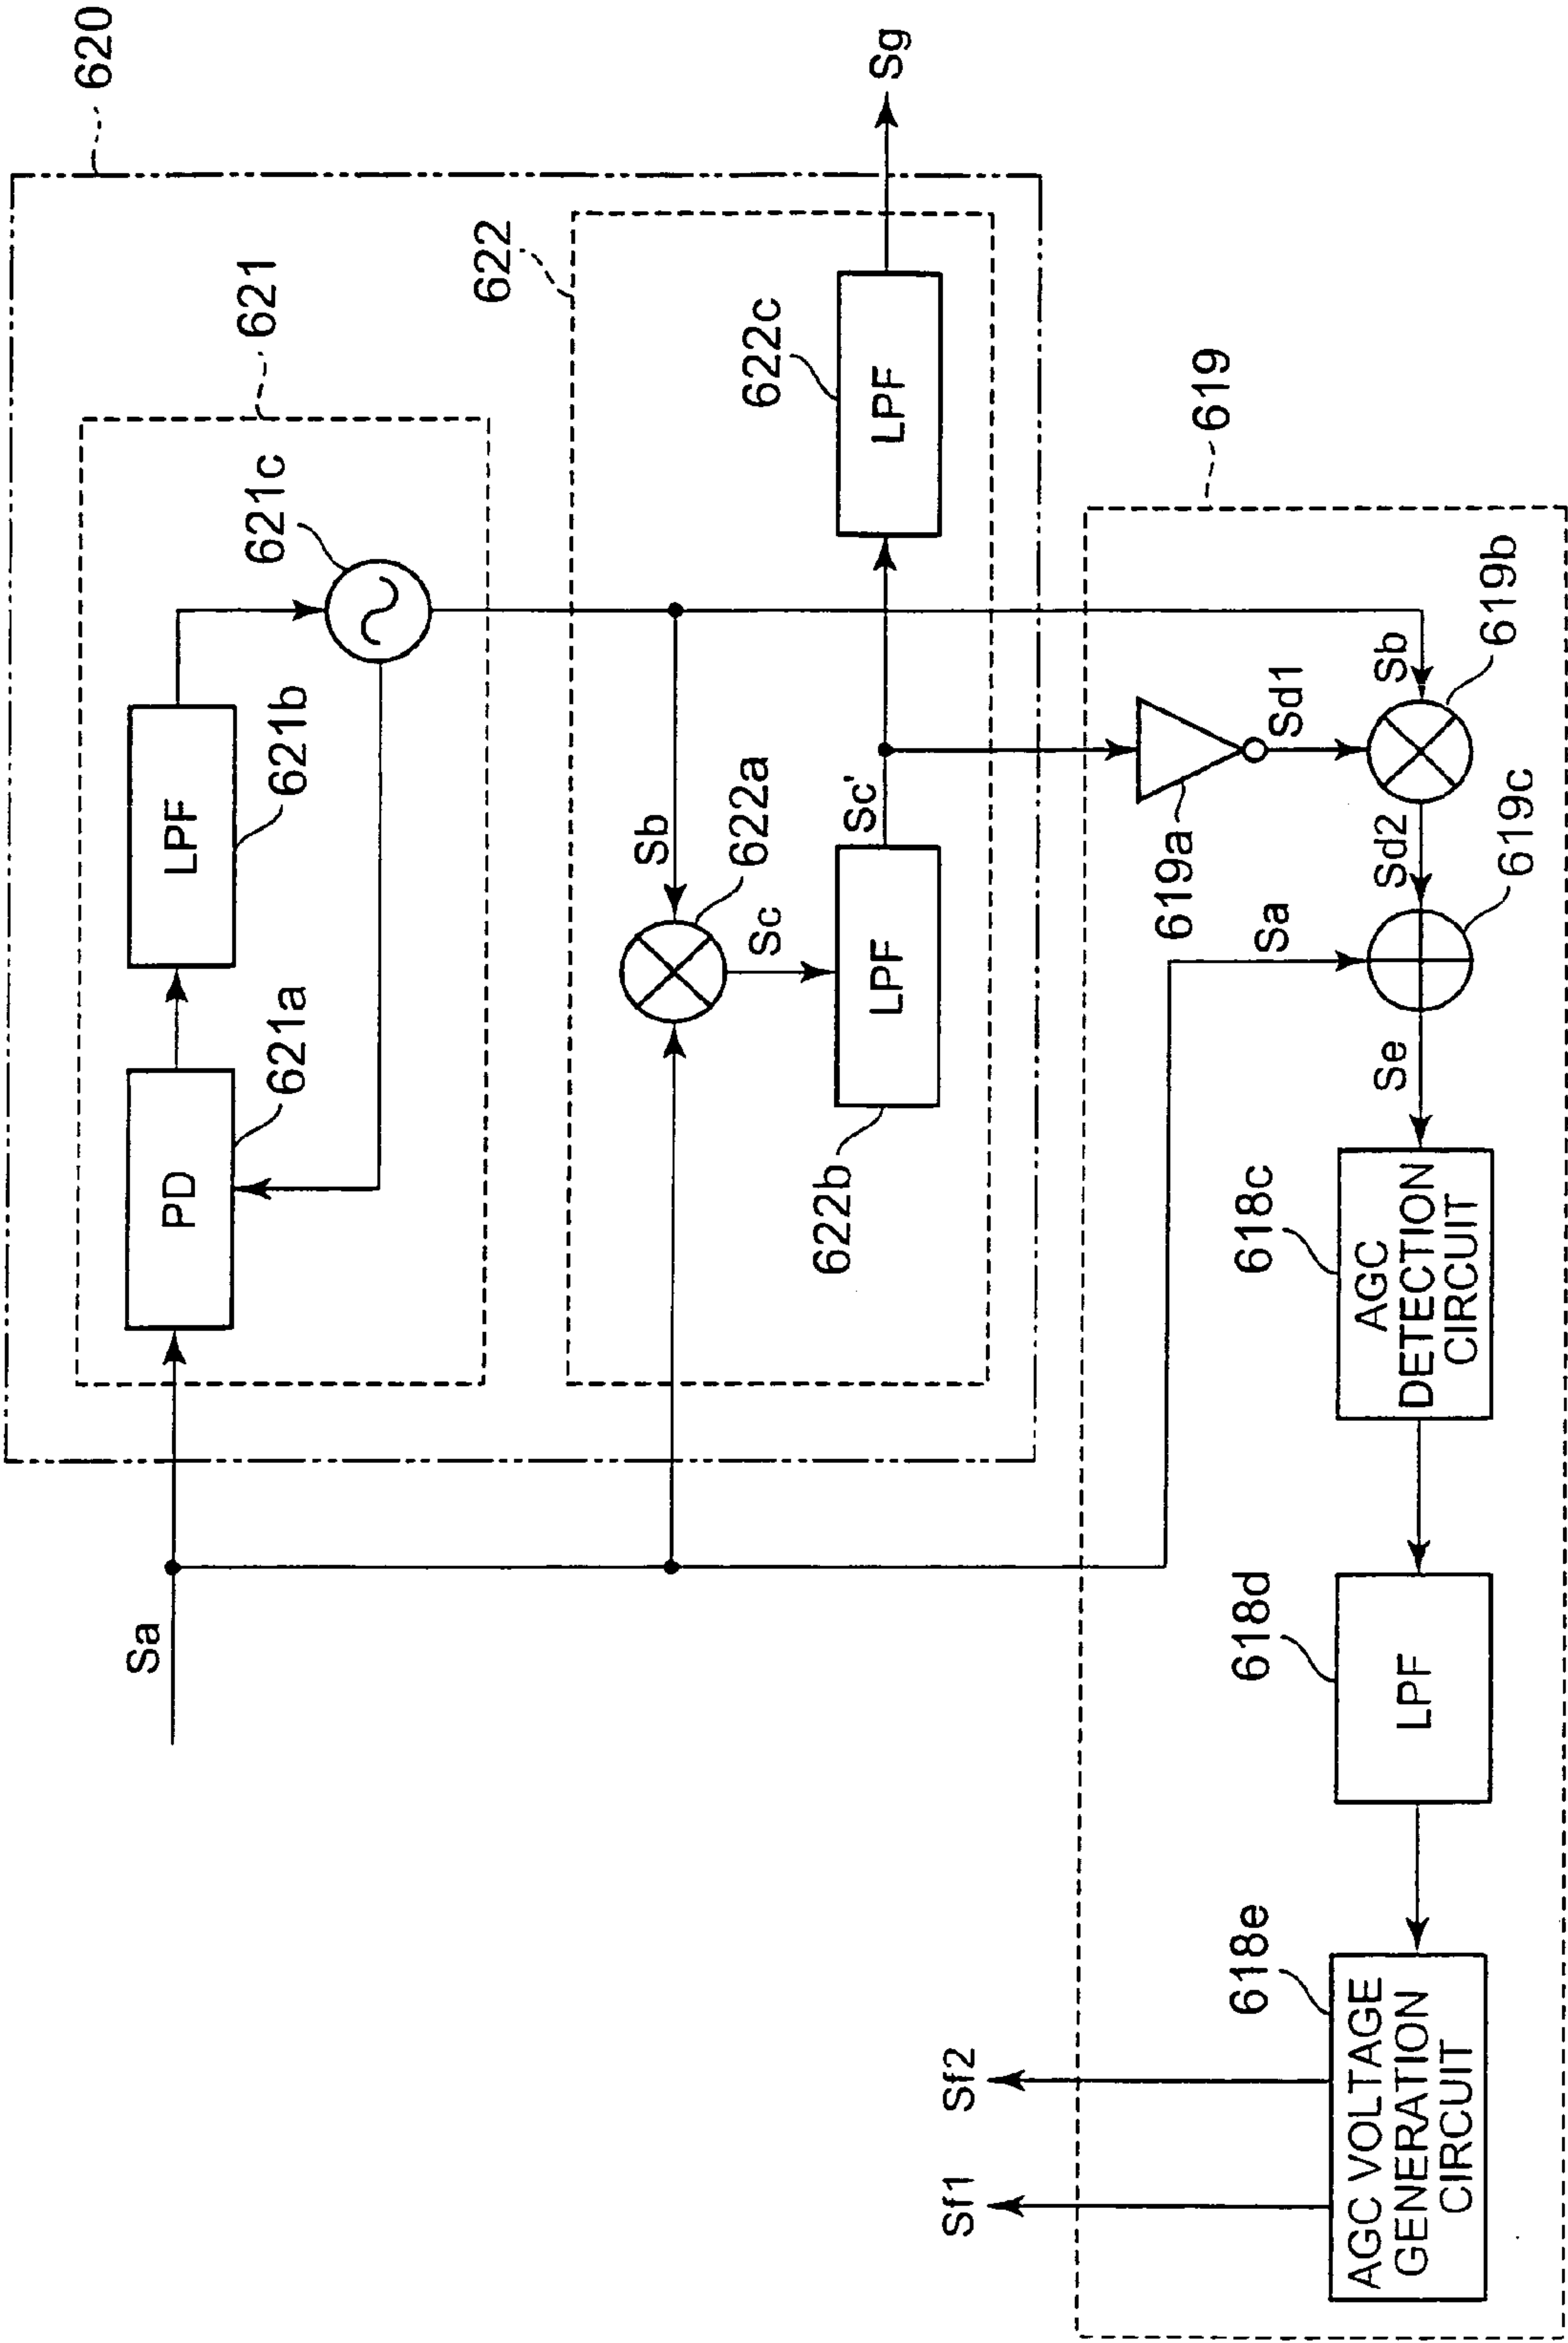 620
621
621c
LPF
621b
PD
621a
Sa
622
Sb
622a
Sc
LPF
622b
Sc'
622c
LPF
Sg
619
619a
Sd1
Sb
619b
Sd2
619c
Sa
Se
618c
AGC
DETECTION
CIRCUIT
618d
LPF
618e
AGC VOLTAGE
GENERATION
CIRCUIT
Sf1
Sf2